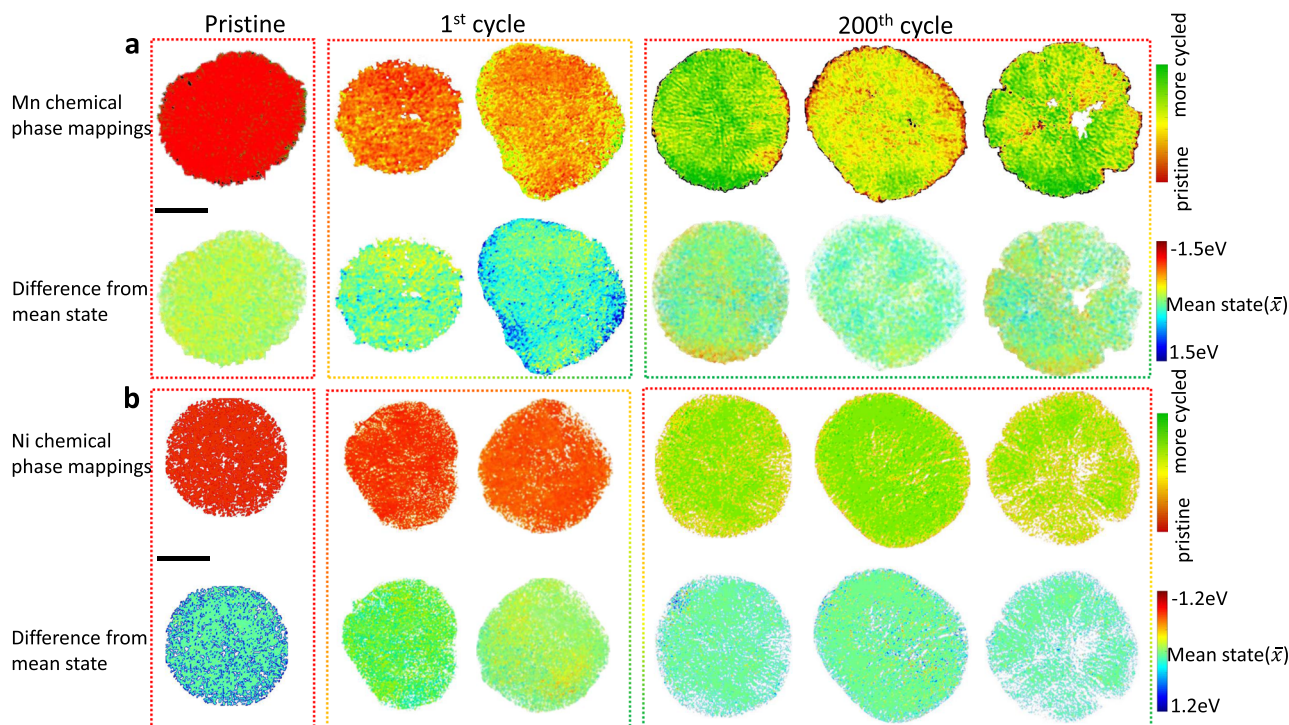 Pristine
1st cycle
200th cycle
a
Mn chemical
phase mappings
pristine more cycled
Difference from
mean state
-1.5eV
Mean state(x̄)
1.5eV
b
Ni chemical
phase mappings
pristine more cycled
Difference from
mean state
-1.2eV
Mean state(x̄)
1.2eV